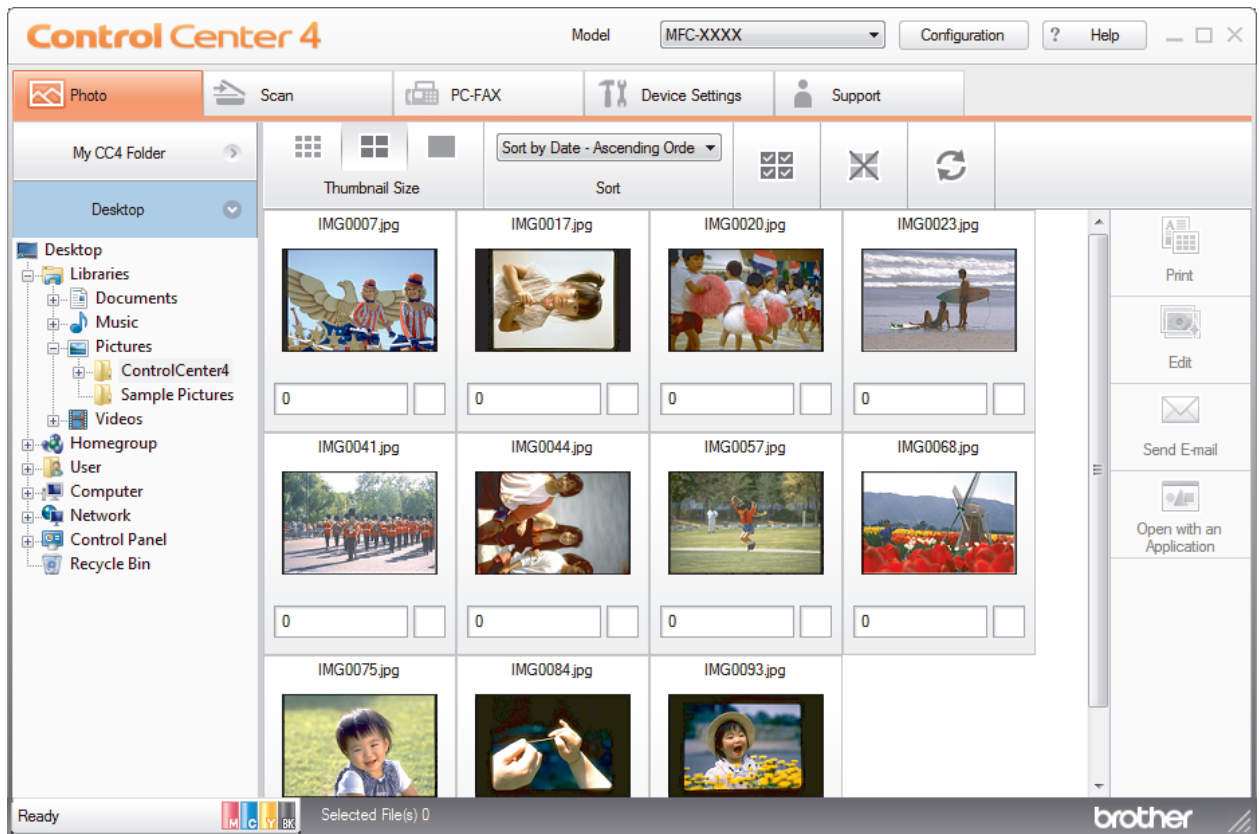 Control Center 4
Model MFC-XXXX Configuration ? Help
Photo Scan PC-FAX Device Settings Support
My CC4 Folder
Desktop
Thumbnail Size
Sort by Date - Ascending Orde
Sort
Desktop
Libraries
Documents
Music
Pictures
ControlCenter4
Sample Pictures
Videos
Homegroup
User
Computer
Network
Control Panel
Recycle Bin
IMG0007.jpg IMG0017.jpg IMG0020.jpg IMG0023.jpg
0 0 0 0
IMG0041.jpg IMG0044.jpg IMG0057.jpg IMG0068.jpg
0 0 0 0
IMG0075.jpg IMG0084.jpg IMG0093.jpg
A
Print
Edit
Send E-mail
Open with an
Application
Ready M C Y BK Selected File(s) 0 brother